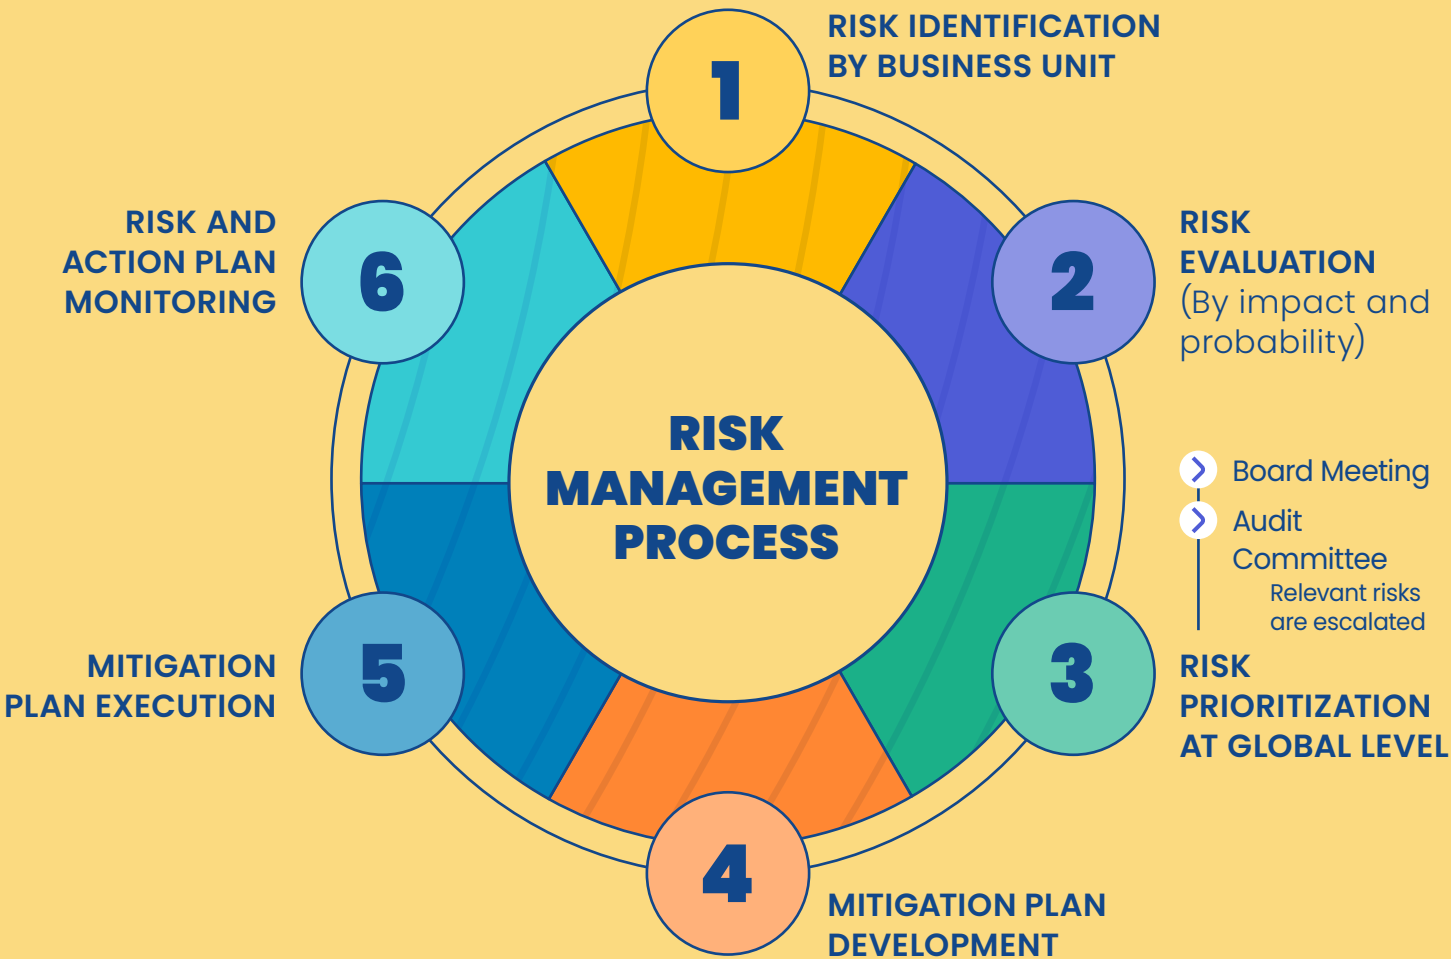 1
RISK IDENTIFICATION
BY BUSINESS UNIT
2
RISK
EVALUATION
(By impact and
probability)
Board Meeting
Audit
Committee
Relevant risks
are escalated
3
RISK
PRIORITIZATION
AT GLOBAL LEVEL
4
MITIGATION PLAN
DEVELOPMENT
5
MITIGATION
PLAN EXECUTION
6
RISK AND
ACTION PLAN
MONITORING
RISK
MANAGEMENT
PROCESS